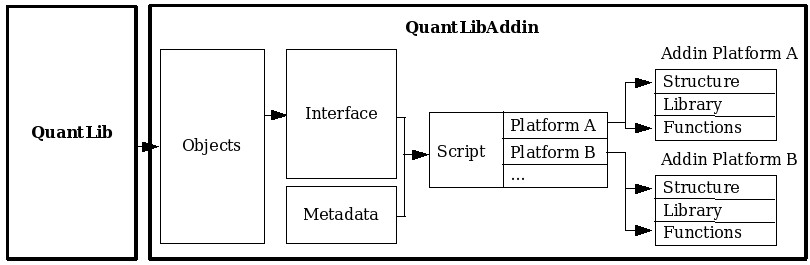 QuantLib
QuantLibAddin
Objects
Interface
Metadata
Script
Platform A
Platform B
...
Addin Platform A
Structure
Library
Functions
Addin Platform B
Structure
Library
Functions